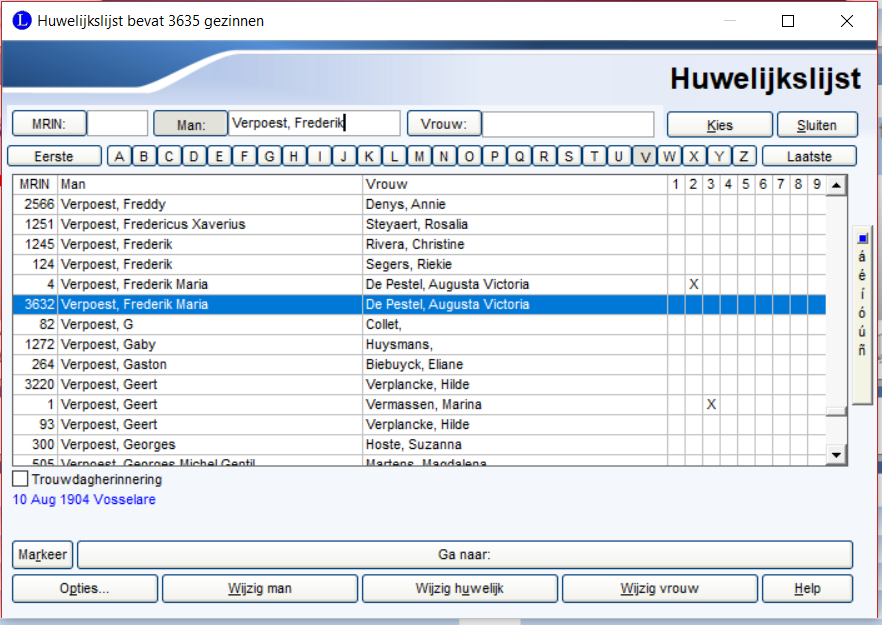 L Huwelijkslijst bevat 3635 gezinnen
Huwelijkslijst
MRIN: Man: Verpoest, Frederik Vrouw: Kies Sluiten
Eerste A B C D E F G H I J K L M N O P Q R S T U V W X Y Z Laatste
MRIN Man Vrouw 1 2 3 4 5 6 7 8 9
2566 Verpoest, Freddy Denys, Annie
1251 Verpoest, Fredericus Xaverius Steyaert, Rosalia
1245 Verpoest, Frederik Rivera, Christine
124 Verpoest, Frederik Segers, Riekie
4 Verpoest, Frederik Maria De Pestel, Augusta Victoria X
3632 Verpoest, Frederik Maria De Pestel, Augusta Victoria
82 Verpoest, G Collet,
1272 Verpoest, Gaby Huysmans,
264 Verpoest, Gaston Biebuyck, Eliane
3220 Verpoest, Geert Verplancke, Hilde
1 Verpoest, Geert Vermassen, Marina X
93 Verpoest, Geert Verplancke, Hilde
300 Verpoest, Georges Hoste, Suzanna
505 Verpoest, Georges Michel Gentil Martens, Magdalena
á
é
í
ó
ú
ñ
Trouwdagherinnering
10 Aug 1904 Vosselare
Markeer Ga naar:
Opties... Wijzig man Wijzig huwelijk Wijzig vrouw Help